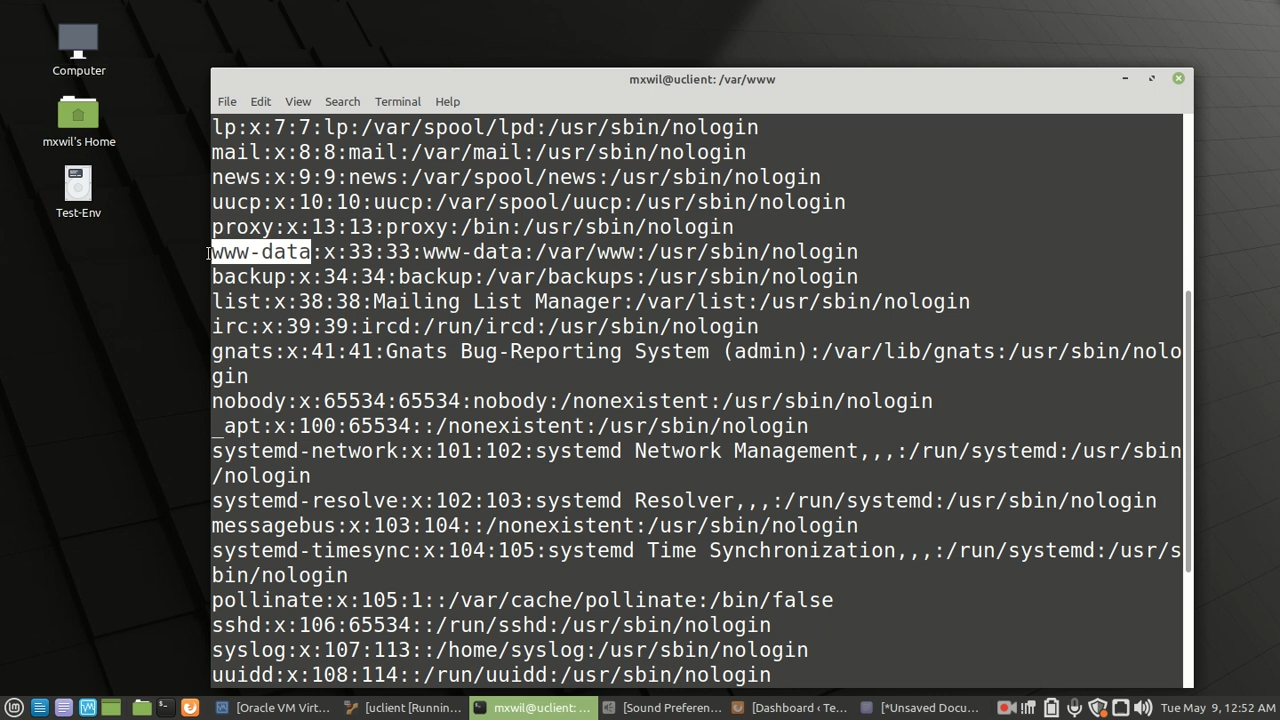 Computer
mxwil's Home
Test-Env
mxwil@uclient: /var/www
File Edit View Search Terminal Help
lp:x:7:7:lp:/var/spool/lpd:/usr/sbin/nologin
mail:x:8:8:mail:/var/mail:/usr/sbin/nologin
news:x:9:9:news:/var/spool/news:/usr/sbin/nologin
uucp:x:10:10:uucp:/var/spool/uucp:/usr/sbin/nologin
proxy:x:13:13:proxy:/bin:/usr/sbin/nologin
www-data:x:33:33:www-data:/var/www:/usr/sbin/nologin
backup:x:34:34:backup:/var/backups:/usr/sbin/nologin
list:x:38:38:Mailing List Manager:/var/list:/usr/sbin/nologin
irc:x:39:39:ircd:/run/ircd:/usr/sbin/nologin
gnats:x:41:41:Gnats Bug-Reporting System (admin):/var/lib/gnats:/usr/sbin/nolo
gin
nobody:x:65534:65534:nobody:/nonexistent:/usr/sbin/nologin
_apt:x:100:65534::/nonexistent:/usr/sbin/nologin
systemd-network:x:101:102:systemd Network Management,,,:/run/systemd:/usr/sbin
/nologin
systemd-resolve:x:102:103:systemd Resolver,,,:/run/systemd:/usr/sbin/nologin
messagebus:x:103:104::/nonexistent:/usr/sbin/nologin
systemd-timesync:x:104:105:systemd Time Synchronization,,,:/run/systemd:/usr/s
bin/nologin
pollinate:x:105:1::/var/cache/pollinate:/bin/false
sshd:x:106:65534::/run/sshd:/usr/sbin/nologin
syslog:x:107:113::/home/syslog:/usr/sbin/nologin
uuidd:x:108:114::/run/uuidd:/usr/sbin/nologin
[Oracle VM Virt... [uclient [Running... mxwil@uclient: ... [Sound Preferen... [Dashboard ‹ Te... [*Unsaved Docu... Tue May 9, 12:52 AM